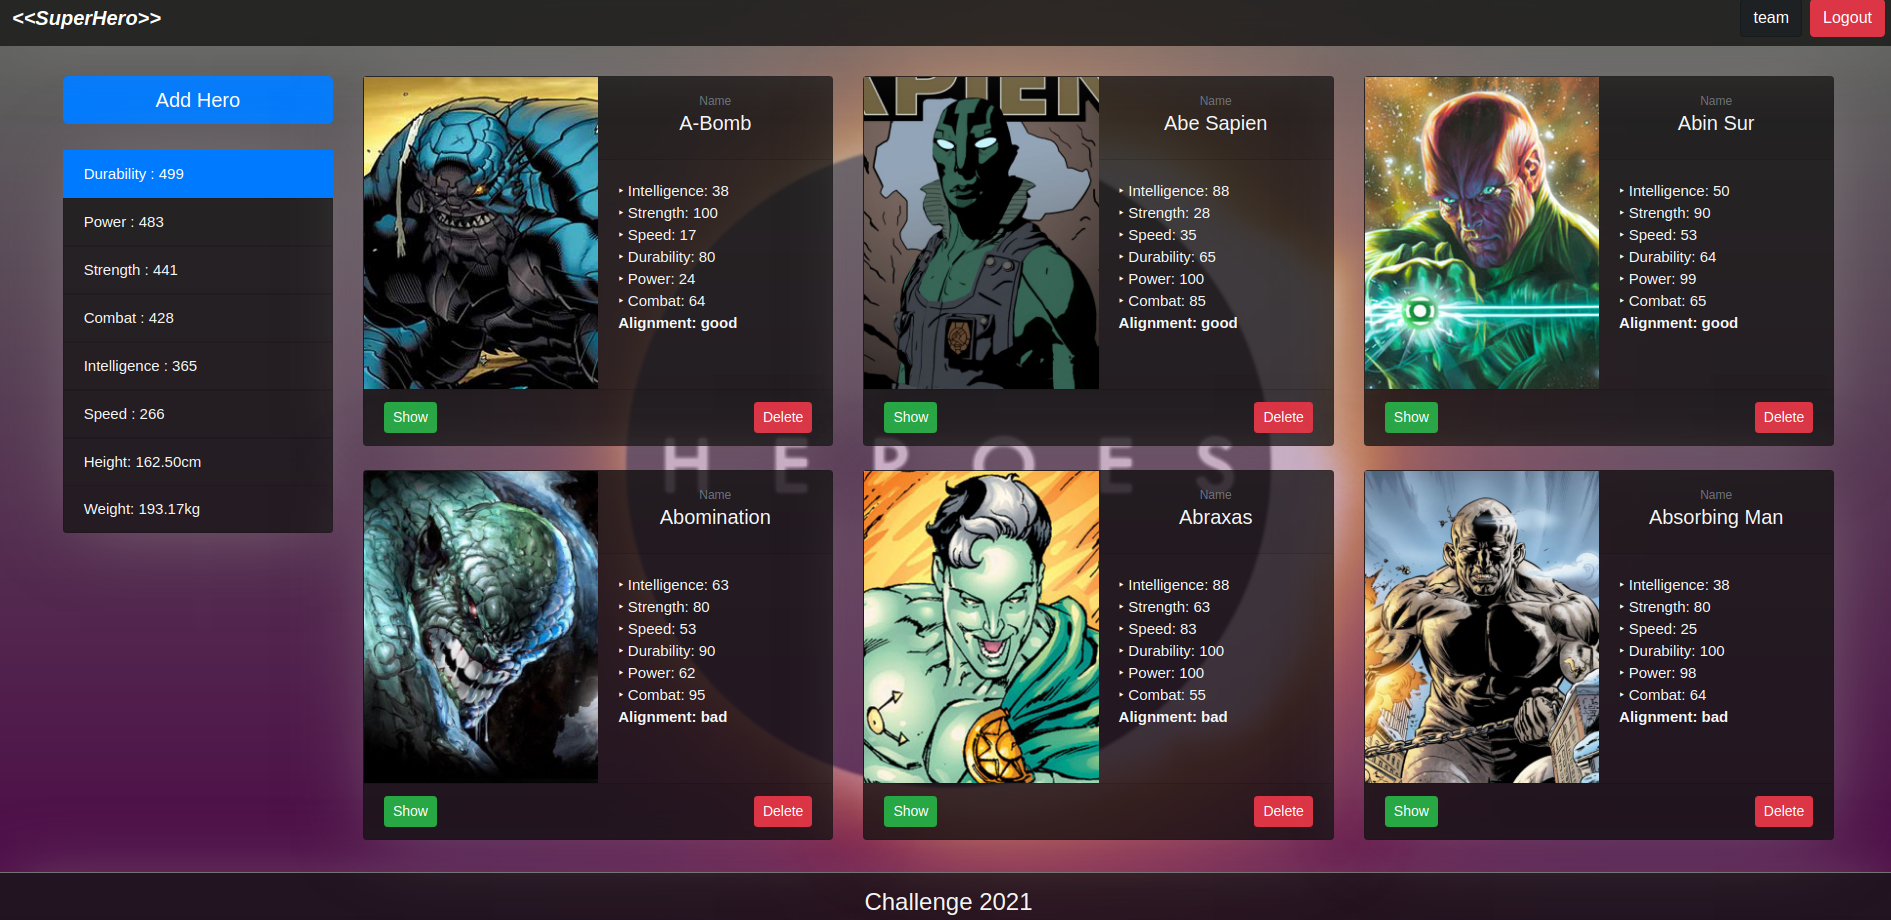 <<SuperHero>>
team
Logout
Add Hero
Durability : 499
Power : 483
Strength : 441
Combat : 428
Intelligence : 365
Speed : 266
Height: 162.50cm
Weight: 193.17kg
Name
A-Bomb
‣ Intelligence: 38
‣ Strength: 100
‣ Speed: 17
‣ Durability: 80
‣ Power: 24
‣ Combat: 64
Alignment: good
Show
Delete
APIEN
Name
Abe Sapien
‣ Intelligence: 88
‣ Strength: 28
‣ Speed: 35
‣ Durability: 65
‣ Power: 100
‣ Combat: 85
Alignment: good
Show
Delete
Name
Abin Sur
‣ Intelligence: 50
‣ Strength: 90
‣ Speed: 53
‣ Durability: 64
‣ Power: 99
‣ Combat: 65
Alignment: good
Show
Delete
HEROES
Name
Abomination
‣ Intelligence: 63
‣ Strength: 80
‣ Speed: 53
‣ Durability: 90
‣ Power: 62
‣ Combat: 95
Alignment: bad
Show
Delete
Name
Abraxas
‣ Intelligence: 88
‣ Strength: 63
‣ Speed: 83
‣ Durability: 100
‣ Power: 100
‣ Combat: 55
Alignment: bad
Show
Delete
Name
Absorbing Man
‣ Intelligence: 38
‣ Strength: 80
‣ Speed: 25
‣ Durability: 100
‣ Power: 98
‣ Combat: 64
Alignment: bad
Show
Delete
Challenge 2021